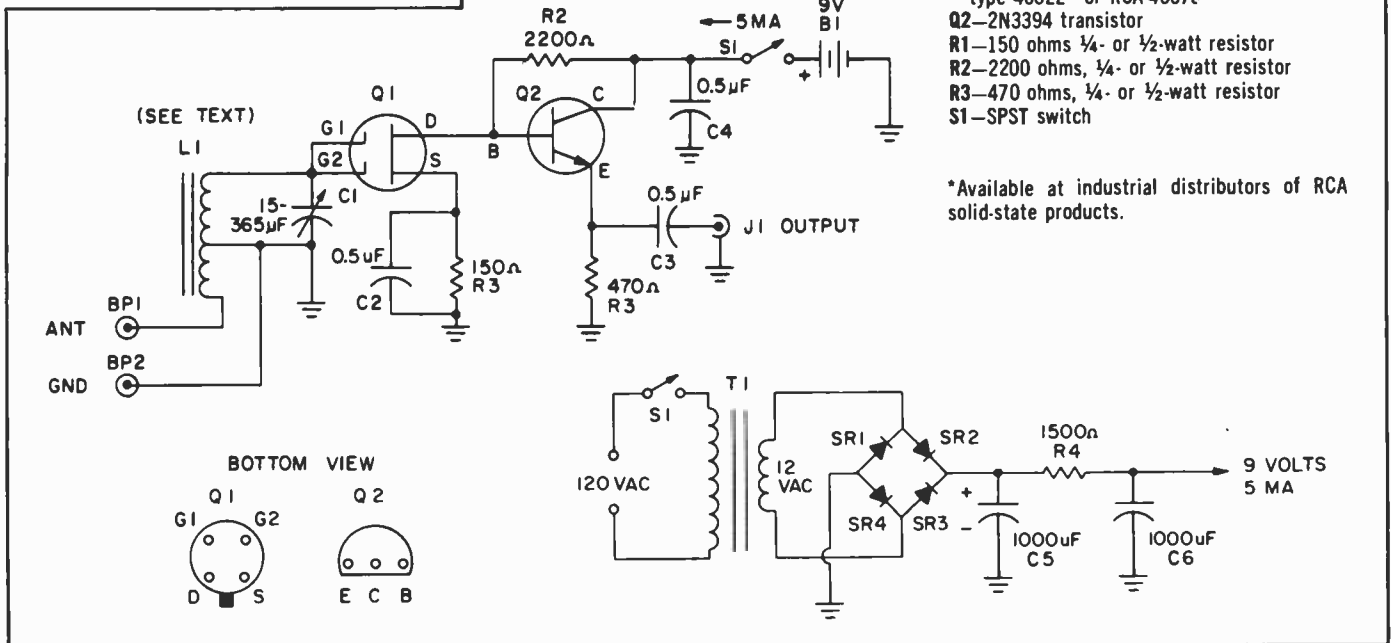 type 40822* or RCA 40673
Q2—2N3394 transistor
R1—150 ohms ¼- or ½-watt resistor
R2—2200 ohms, ¼- or ½-watt resistor
R3—470 ohms, ¼- or ½-watt resistor
S1—SPST switch
*Available at industrial distributors of RCA
solid-state products.
R2
2200Ω
5MA
S1
9V
B1
+
0.5µF
C4
Q1
Q2
C
B
E
(SEE TEXT)
L1
G1
G2
D
S
C1
15-
365µF
0.5uF
C2
150Ω
R3
0.5µF
C3
J1 OUTPUT
470Ω
R3
BP1
ANT
BP2
GND
BOTTOM VIEW
Q1
G1
G2
D
S
Q2
E C B
S1
120 VAC
T1
12
VAC
SR1
SR2
SR4
SR3
+
−
1000uF
C5
1500Ω
R4
1000uF
C6
9 VOLTS
5 MA